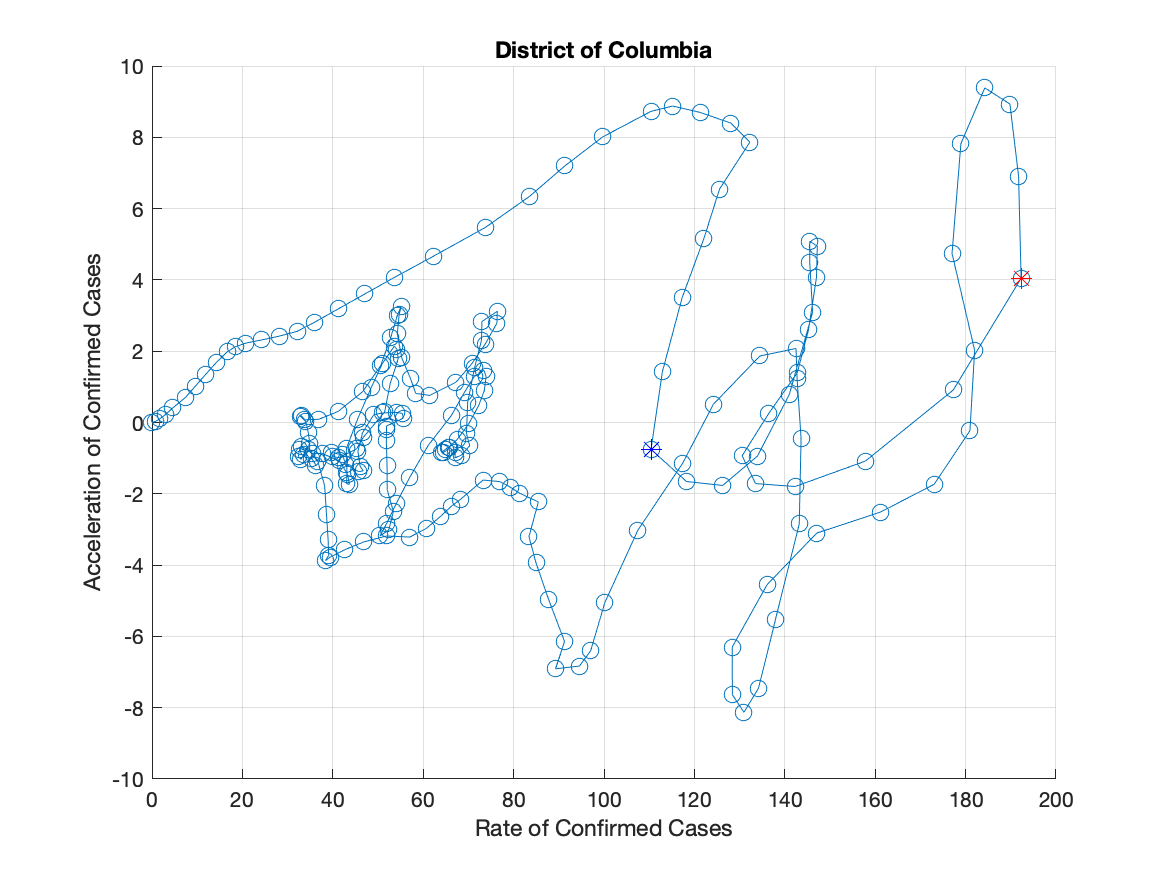 District of Columbia
10
8
6
4
2
0
-2
-4
-6
-8
-10
Acceleration of Confirmed Cases
0 20 40 60 80 100 120 140 160 180 200
Rate of Confirmed Cases